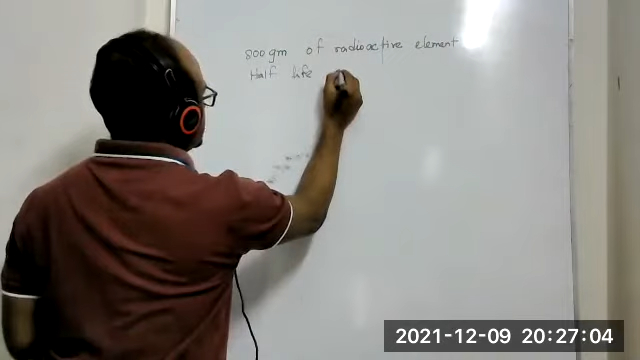 800 gm of radioactive element
Half life
2021-12-09 20:27:04